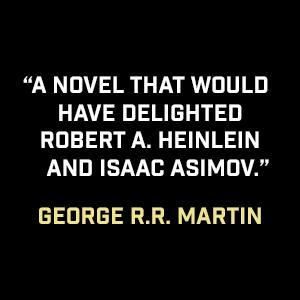 “A NOVEL THAT WOULD
HAVE DELIGHTED
ROBERT A. HEINLEIN
AND ISAAC ASIMOV.”
GEORGE R.R. MARTIN